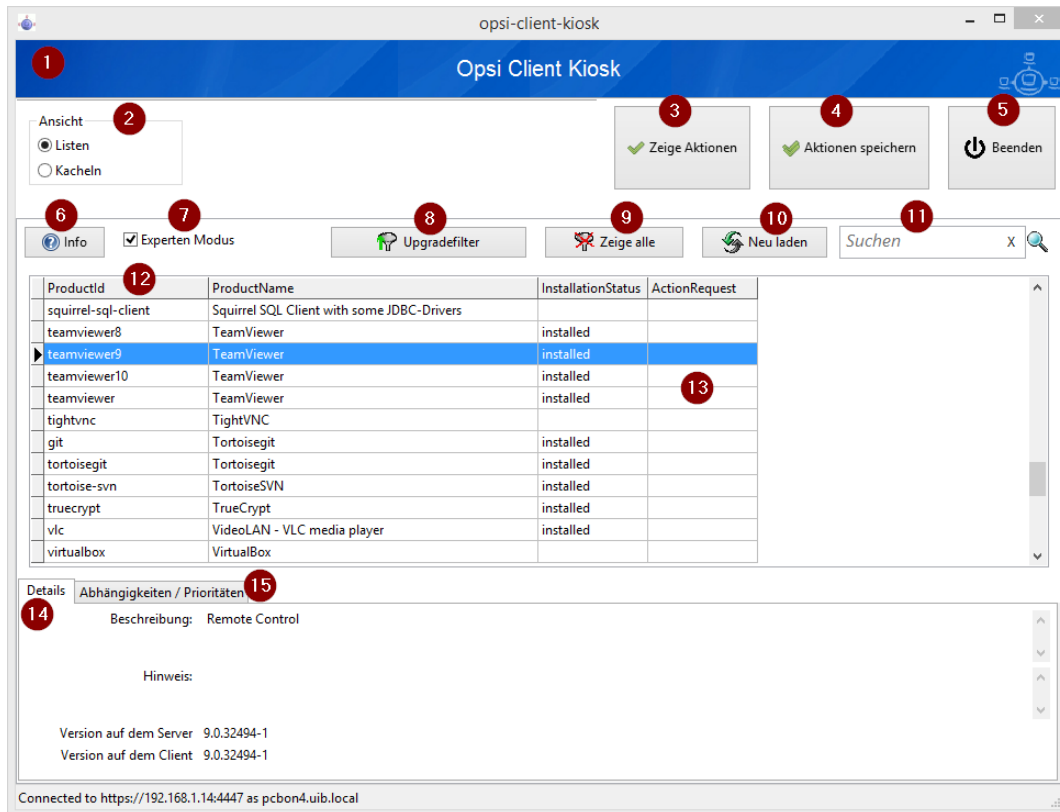 opsi-client-kiosk
1
Opsi Client Kiosk
Ansicht 2
Listen
Kacheln
3
Zeige Aktionen
4
Aktionen speichern
5
Beenden
6
Info
7
Experten Modus
8
Upgradefilter
9
Zeige alle
10
Neu laden
11
Suchen X
ProductId 12 ProductName InstallationStatus ActionRequest
squirrel-sql-client Squirrel SQL Client with some JDBC-Drivers
teamviewer8 TeamViewer installed
teamviewer9 TeamViewer installed
teamviewer10 TeamViewer installed
13
teamviewer TeamViewer installed
tightvnc TightVNC
git Tortoisegit installed
tortoisegit Tortoisegit installed
tortoise-svn TortoiseSVN installed
truecrypt TrueCrypt installed
vlc VideoLAN - VLC media player installed
virtualbox VirtualBox
Details Abhängigkeiten / Prioritäten 15
14
Beschreibung: Remote Control
Hinweis:
Version auf dem Server 9.0.32494-1
Version auf dem Client 9.0.32494-1
Connected to https://192.168.1.14:4447 as pcbon4.uib.local